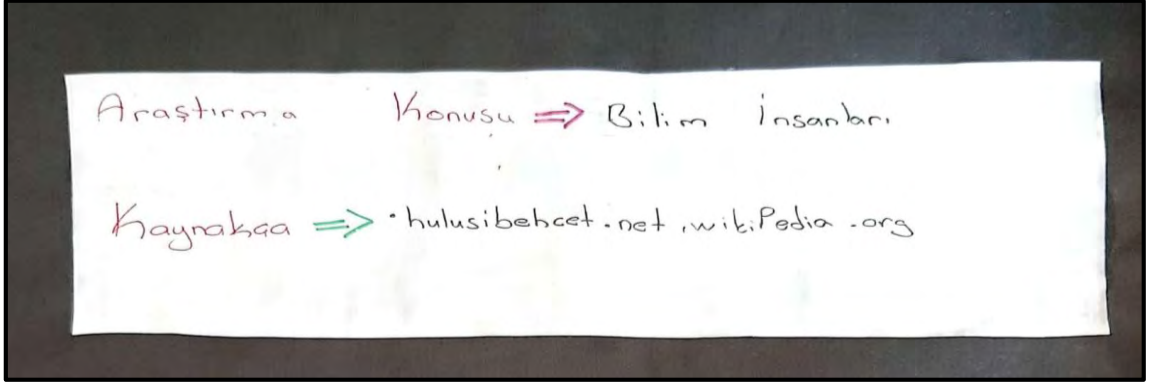 Araştırma Konusu ⇒ Bilim İnsanları
Kaynakça ⇒ · hulusibehcet.net, wikiPedia.org